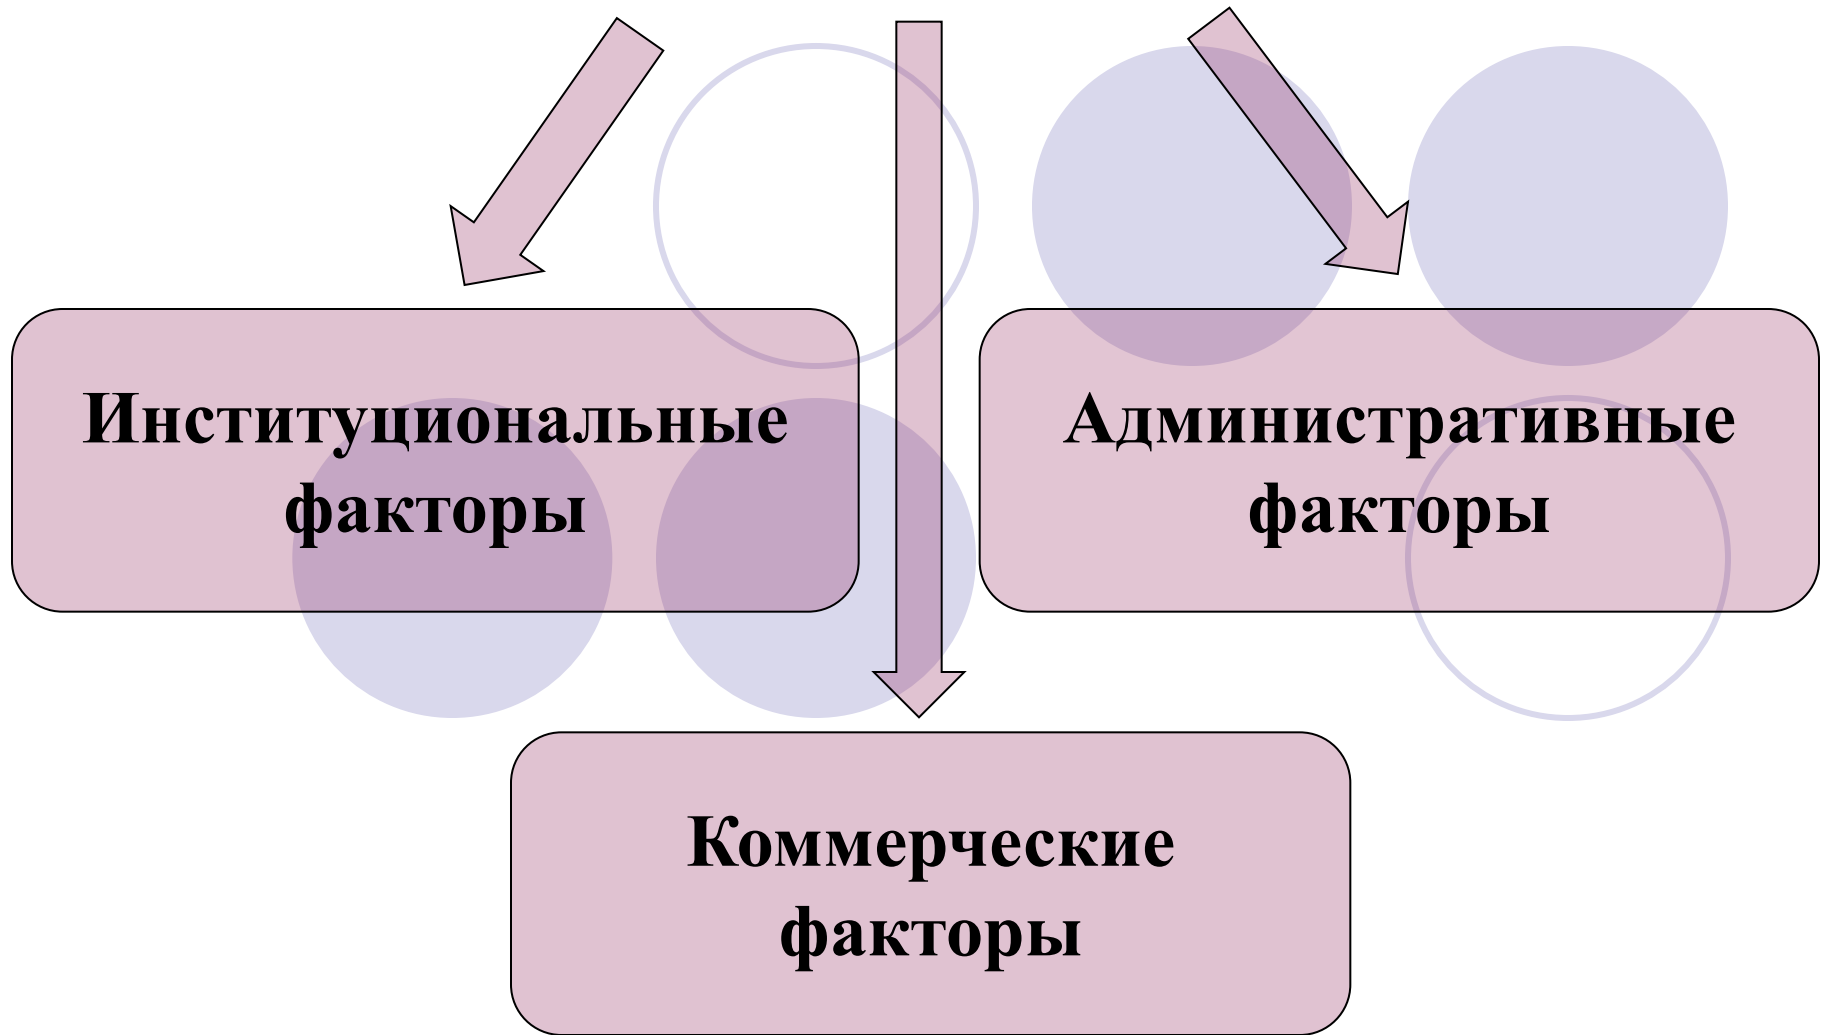 Институциональные
факторы
Административные
факторы
Коммерческие
факторы